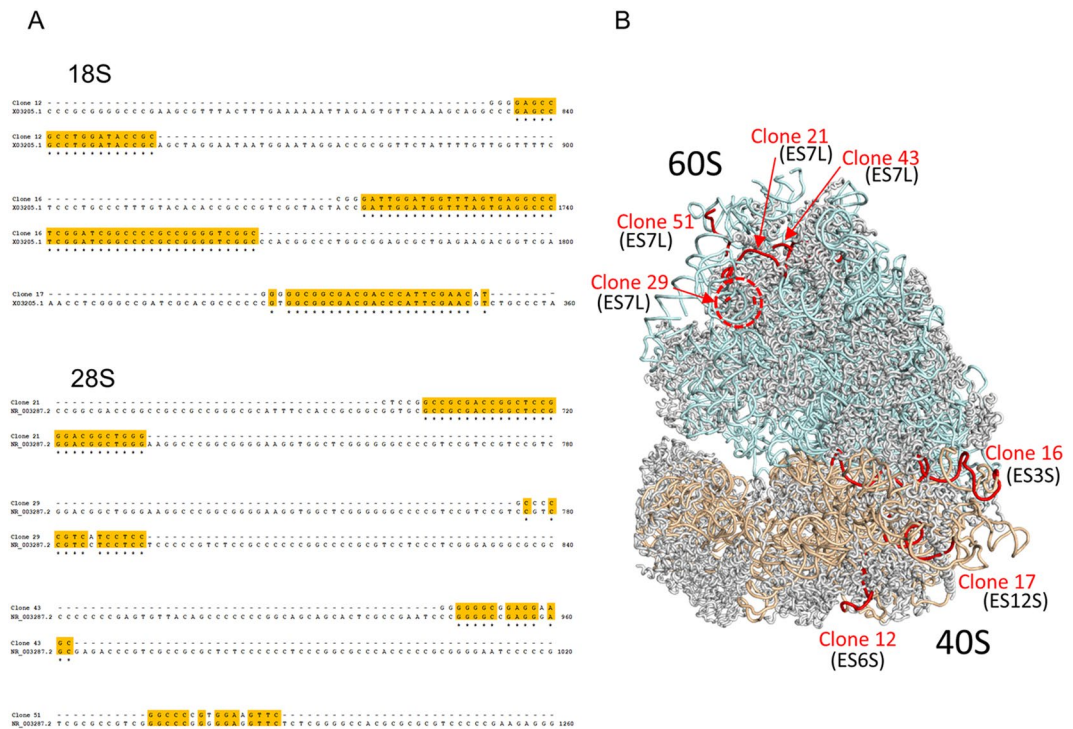 A
18S
Clone 12 GGGAGCC
X03205.1 CCCGCGGGGCCCGAAGCGTTTACTTTGAAAAAATTAGAGTGTTCAAAGCAGGCCCGAGCC 840
Clone 12 GCCTGGATACCGC
X03205.1 GCCTGGATACCGCAGCTAGGAATAATGGAATAGGACCGCGGTTCTATTTTGTTGGTTTTC 900
Clone 16 CGGGATTGGATGGTTTAGTGAGGCCC
X03205.1 TCCCTGCCCTTTGTACACACCGCCCGTCGCTACTACCGATTGGATGGTTTAGTGAGGCCC 1740
Clone 16 TCGGATCGGCCCCGCCGGGGTCGGC
X03205.1 TCGGATCGGCCCCGCCGGGGTCGGCCCACGGCCCTGGCGGAGCGCTGAGAAGACGGTCGA 1800
Clone 17 GGGGCGGCGACGACCCATTCGAACAT
X03205.1 AACCTCGGGCCGATCGCACGCCCCCCGTGGCGGCGACGACCCATTCGAACGTCTGCCCTA 360
28S
Clone 21 CTCCGGCCGCGACCGGCTCCG
NR_003287.2 CCGGCGACCGGCCGCCGCCGGGCGCATTTCCACCGCGGCGGTGCGCCGCGACCGGCTCCG 720
Clone 21 GGACGGCTGGG
NR_003287.2 GGACGGCTGGGAAGGCCCGGCGGGGAAGGTGGCTCGGGGGGCCCCGTCCGTCCGTCCGTC 780
Clone 29 GCCCC
NR_003287.2 GGACGGCTGGGAAGGCCCGGCGGGGAAGGTGGCTCGGGGGGCCCCGTCCGTCCGTCCGTC 780
Clone 29 CGTCATCCTCC
NR_003287.2 CGTCCTCCTCCTCCCCCGTCTCCGCCCCCCGGCCCCGCGTCCTCCCTCGGGAGGGCGCGC 840
Clone 43 GGGGGGCGGAGGAA
NR_003287.2 CCCCCCCGAGTGTTACAGCCCCCCCGGCAGCAGCACTCGCCGAATCCCGGGGCCGAGGGA 960
Clone 43 GC
NR_003287.2 GCGAGACCCGTCGCCGCGCTCTCCCCCCTCCCGGCGCCCACCCCCGCGGGGAATCCCCCG 1020
Clone 51 GGCCCCGTGGAAGTTC
NR_003287.2 TCGCGCCGTCGGGCCCGGGGGAGGTTCTCTCGGGGCCACGCGCGCGTCCCCCGAAGAGGG 1260
B
60S
Clone 21
(ES7L)
Clone 43
(ES7L)
Clone 51
(ES7L)
Clone 29
(ES7L)
Clone 16
(ES3S)
Clone 17
(ES12S)
Clone 12
(ES6S)
40S